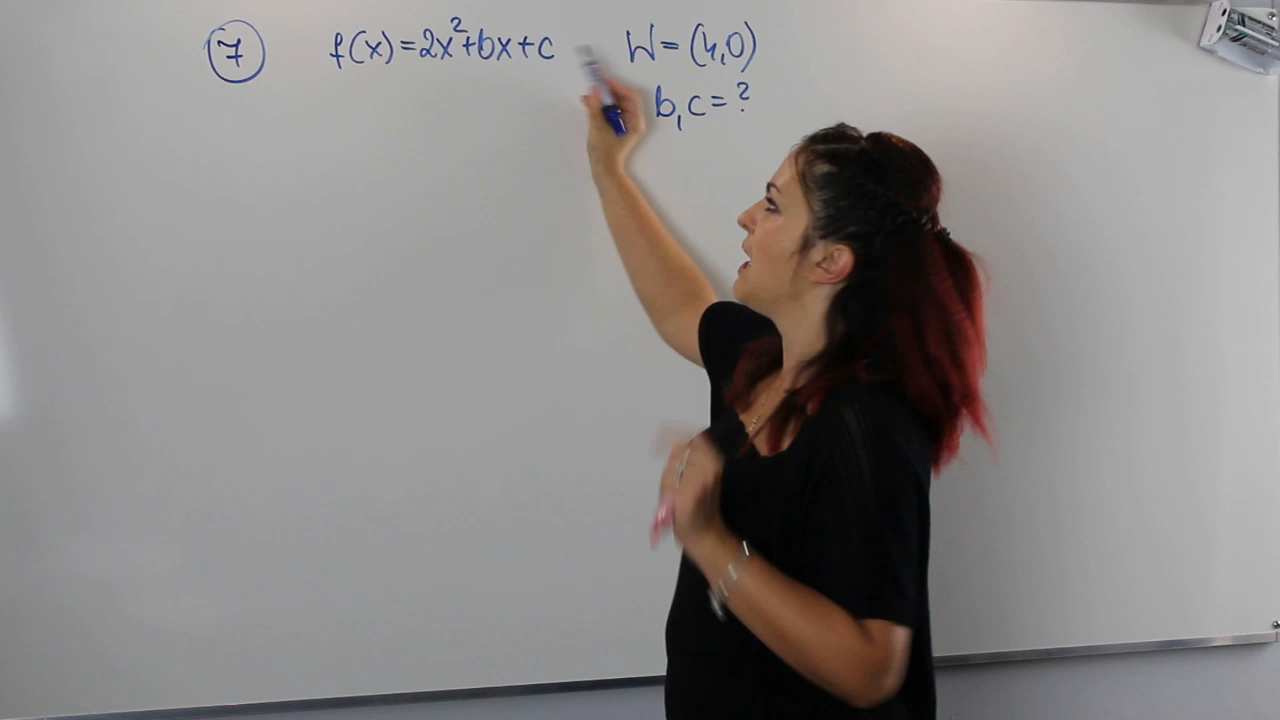 7 f(x)=2x²+bx+c W=(4,0)
b,c=?